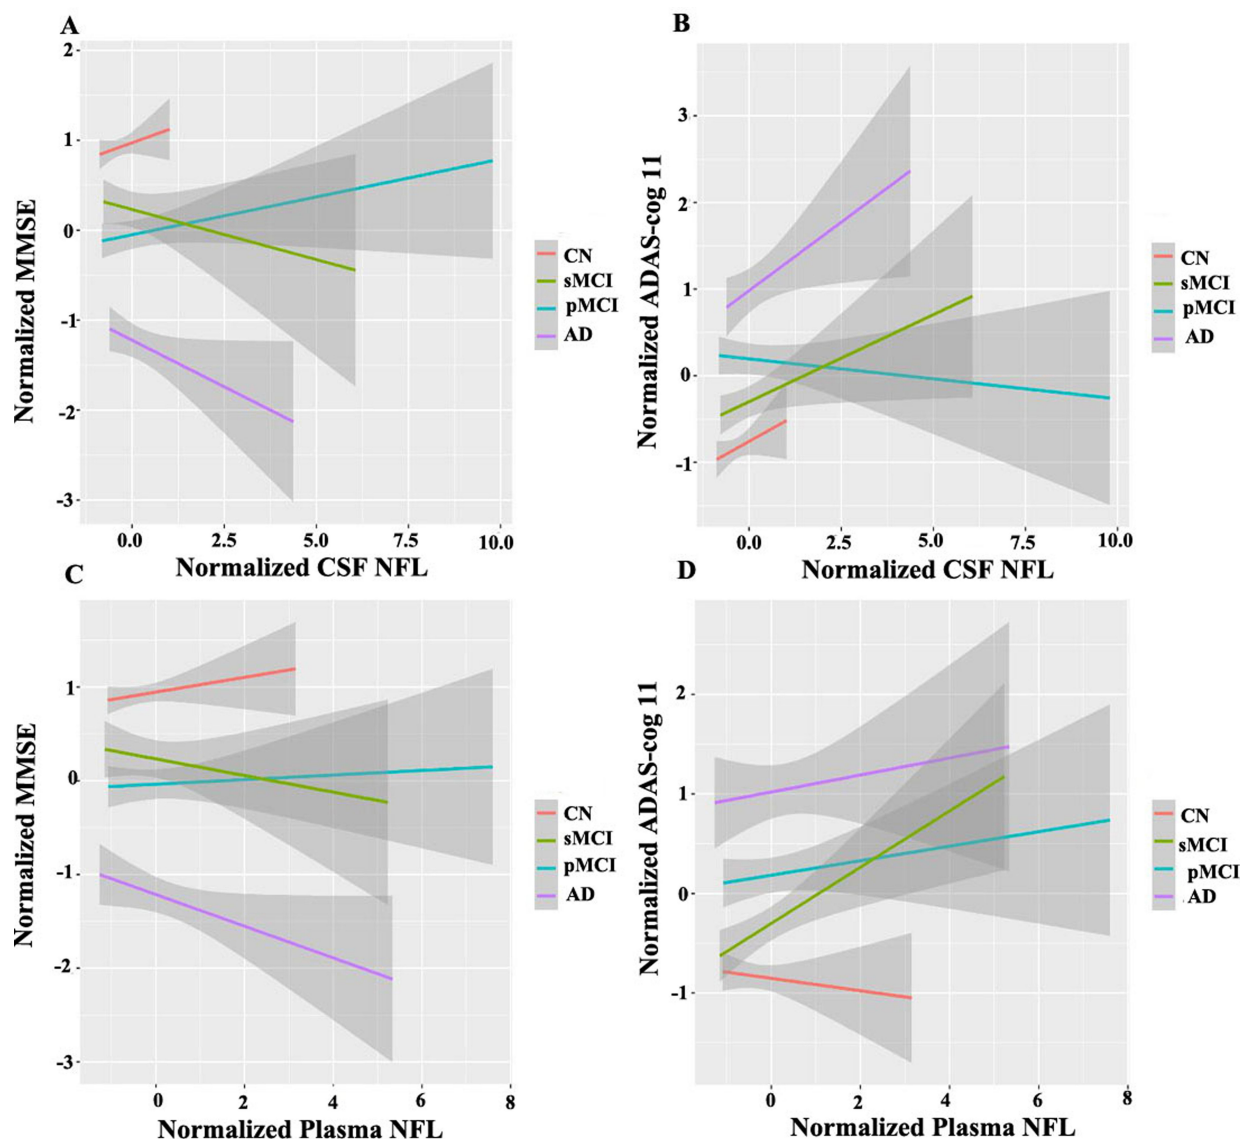 A
Normalized MMSE
2
1
0
-1
-2
-3
0.0 2.5 5.0 7.5 10.0
Normalized CSF NFL
CN
sMCI
pMCI
AD
B
Normalized ADAS-cog 11
3
2
1
0
-1
0.0 2.5 5.0 7.5 10.0
Normalized CSF NFL
CN
sMCI
pMCI
AD
C
Normalized MMSE
1
0
-1
-2
-3
0 2 4 6 8
Normalized Plasma NFL
CN
sMCI
pMCI
AD
D
Normalized ADAS-cog 11
2
1
0
-1
0 2 4 6 8
Normalized Plasma NFL
CN
sMCI
pMCI
AD